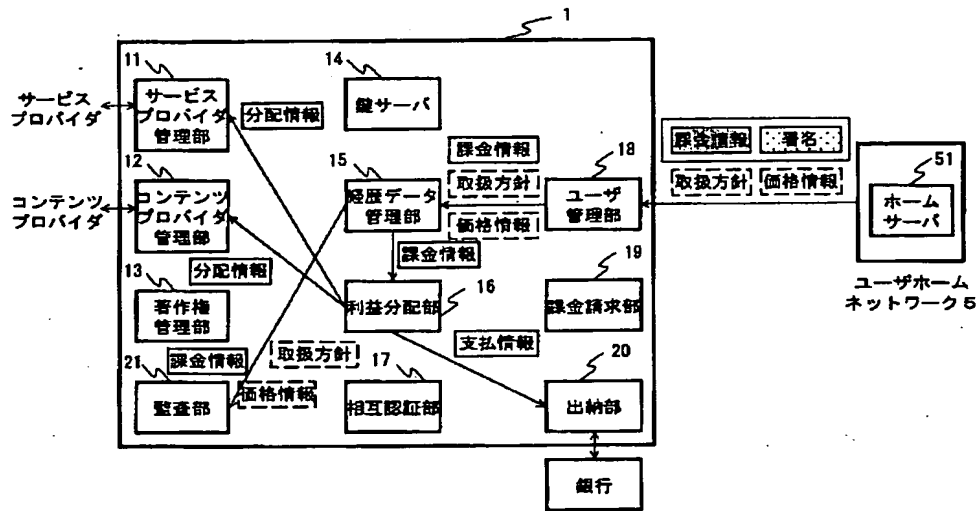 1
11
サービス
プロバイダ
管理部
サービス
プロバイダ
分配情報
14
鍵サーバ
課金情報
取扱方針
価格情報
18
ユーザ
管理部
課金情報
署名
取扱方針
価格情報
51
ホーム
サーバ
ユーザホーム
ネットワーク5
12
コンテンツ
プロバイダ
管理部
コンテンツ
プロバイダ
分配情報
15
経歴データ
管理部
課金情報
13
著作権
管理部
16
利益分配部
19
課金請求部
支払情報
21
監査部
課金情報
取扱方針
価格情報
17
相互認証部
20
出納部
銀行